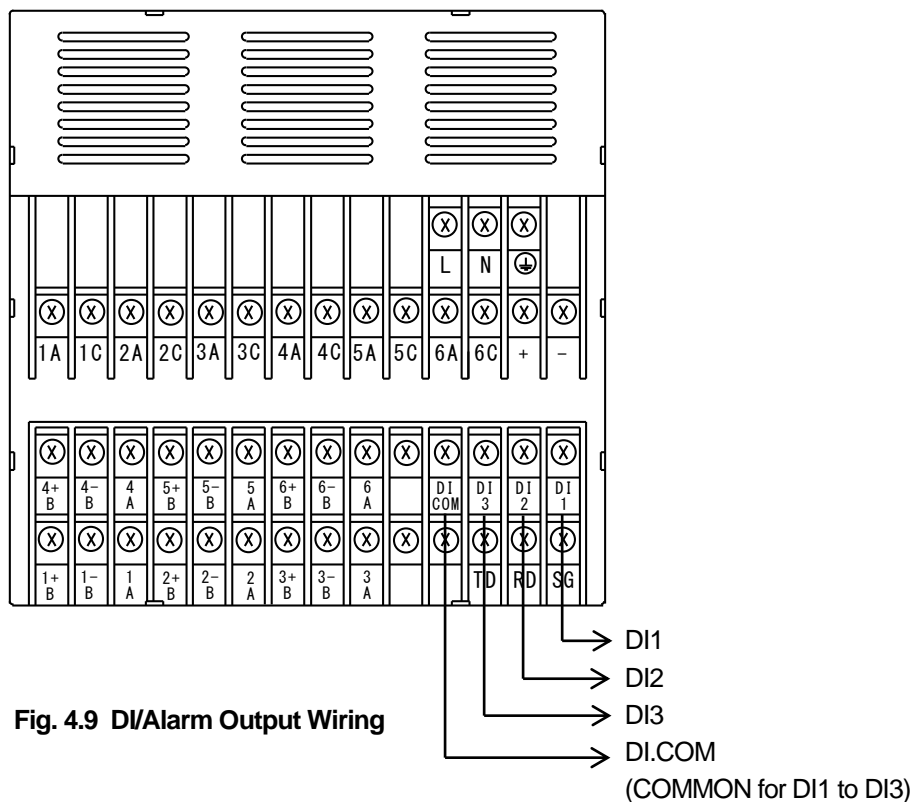 L N
1A 1C 2A 2C 3A 3C 4A 4C 5A 5C 6A 6C + -
4+ 4- 4 5+ 5- 5 6+ 6- 6 DI DI DI DI
B B A B B A B B A COM 3 2 1
1+ 1- 1 2+ 2- 2 3+ 3- 3 TD RD SG
B B A B B A B B A
DI1
DI2
DI3
Fig. 4.9 DI/Alarm Output Wiring
DI.COM
(COMMON for DI1 to DI3)